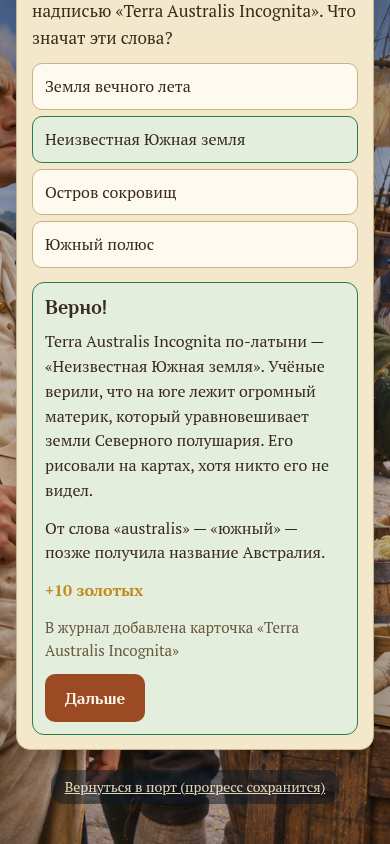 надписью «Terra Australis Incognita». Что
значат эти слова?
Земля вечного лета
Неизвестная Южная земля
Остров сокровищ
Южный полюс
Верно!
Terra Australis Incognita по-латыни —
«Неизвестная Южная земля». Учёные
верили, что на юге лежит огромный
материк, который уравновешивает
земли Северного полушария. Его
рисовали на картах, хотя никто его не
видел.
От слова «australis» — «южный» —
позже получила название Австралия.
+10 золотых
В журнал добавлена карточка «Terra
Australis Incognita»
Дальше
Вернуться в порт (прогресс сохранится)